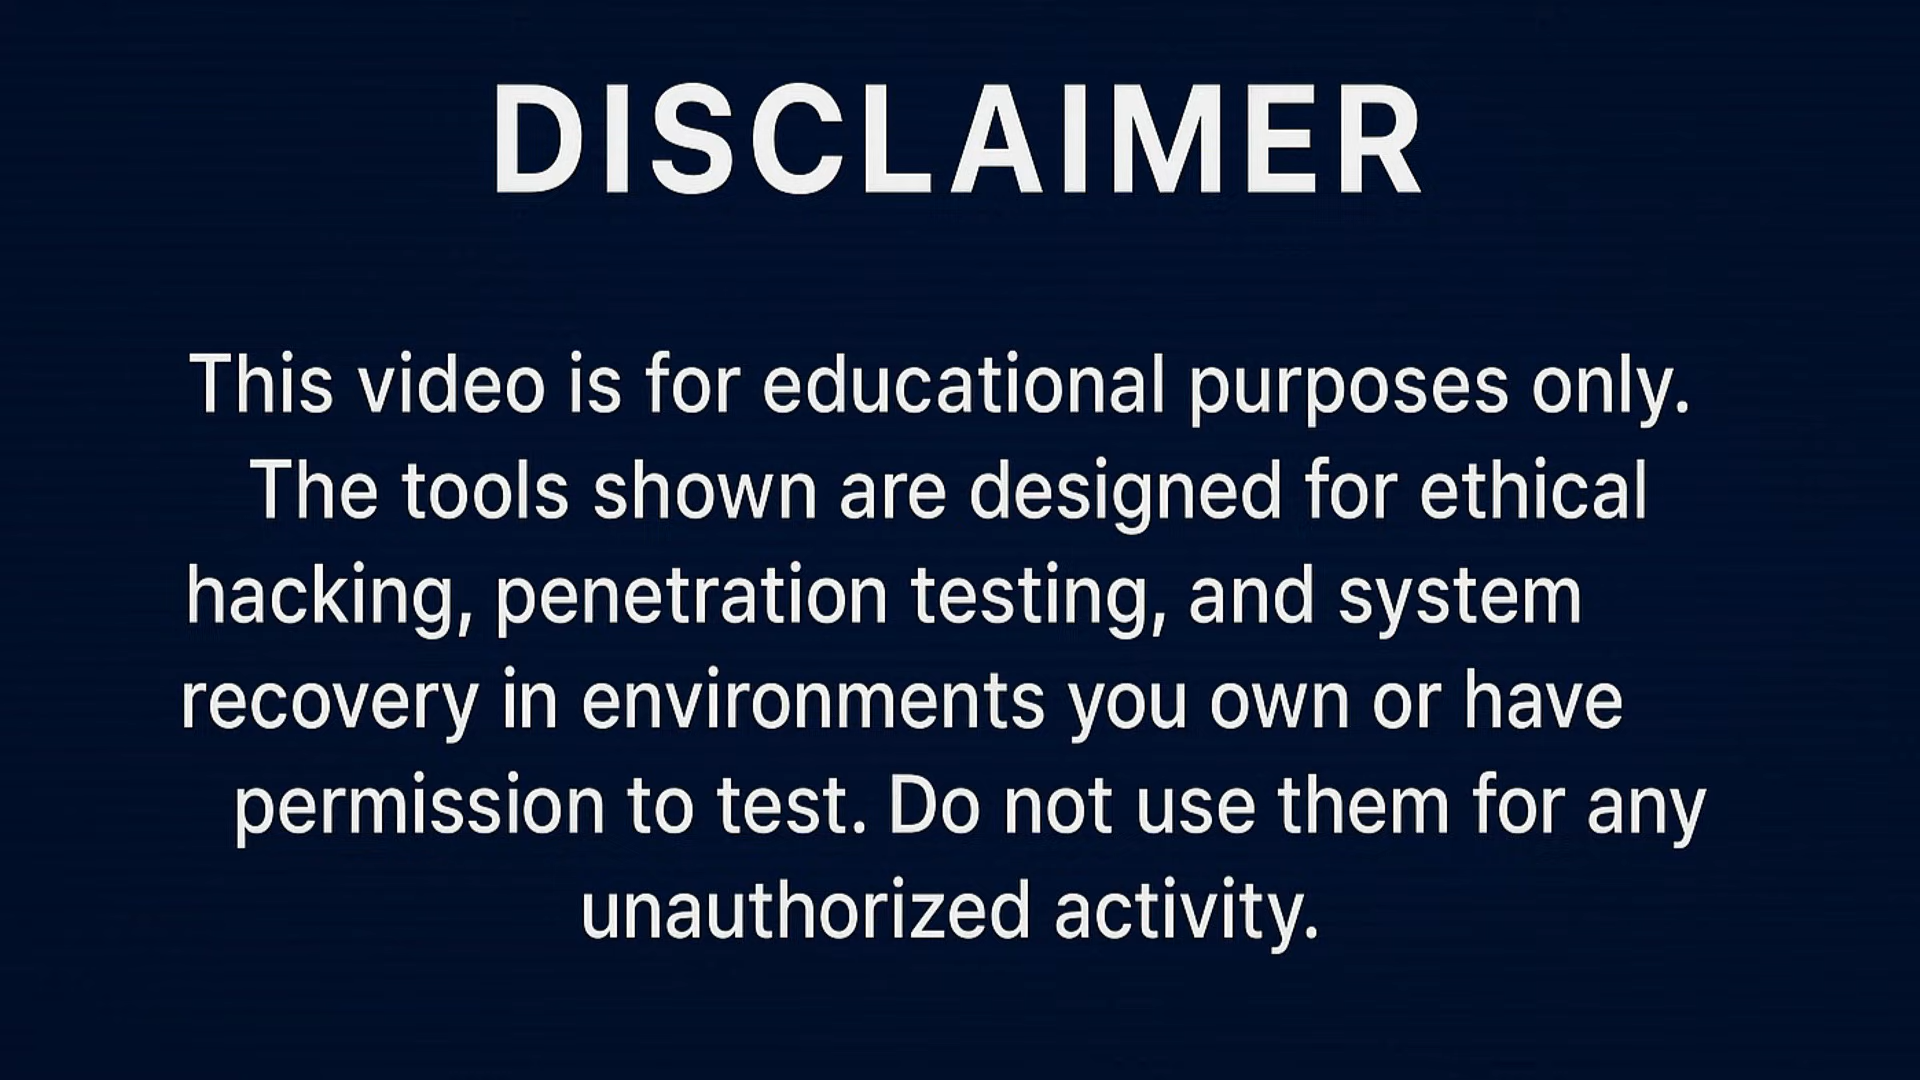 DISCLAIMER
This video is for educational purposes only.
The tools shown are designed for ethical
hacking, penetration testing, and system
recovery in environments you own or have
permission to test. Do not use them for any
unauthorized activity.